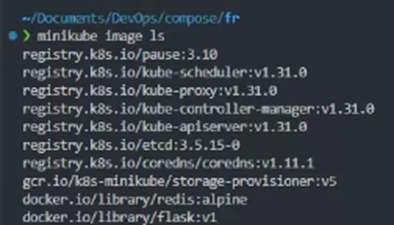 ~/Documents/DevOps/compose/fr
❯ minikube image ls
registry.k8s.io/pause:3.10
registry.k8s.io/kube-scheduler:v1.31.0
registry.k8s.io/kube-proxy:v1.31.0
registry.k8s.io/kube-controller-manager:v1.31.0
registry.k8s.io/kube-apiserver:v1.31.0
registry.k8s.io/etcd:3.5.15-0
registry.k8s.io/coredns/coredns:v1.11.1
gcr.io/k8s-minikube/storage-provisioner:v5
docker.io/library/redis:alpine
docker.io/library/flask:v1